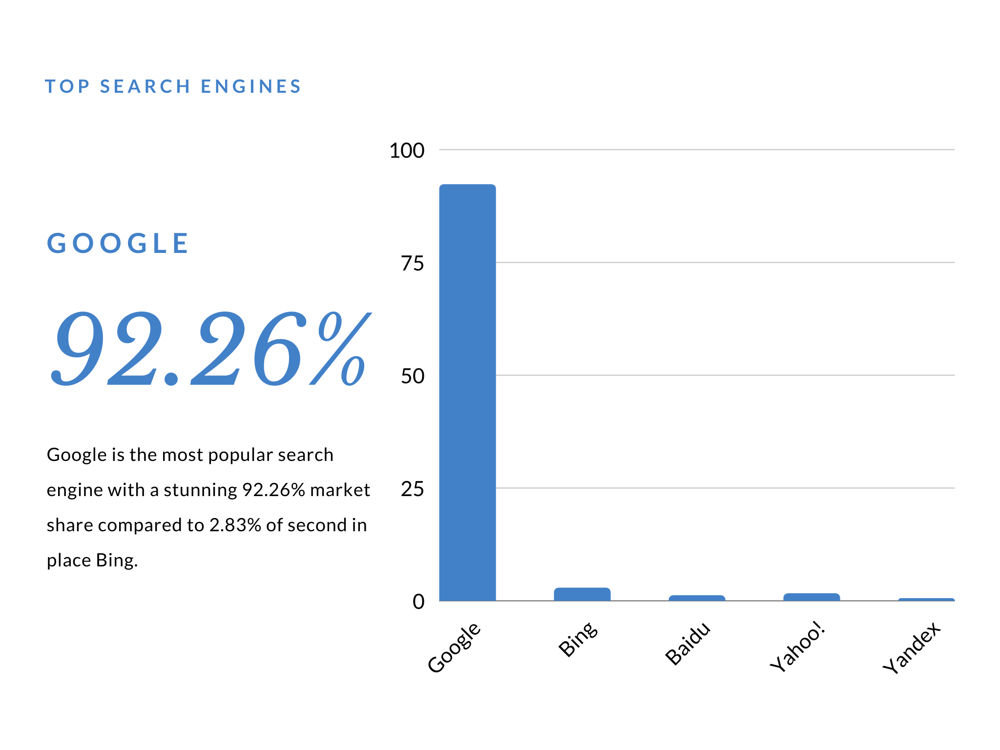 TOP SEARCH ENGINES
GOOGLE
92.26%
Google is the most popular search
engine with a stunning 92.26% market
share compared to 2.83% of second in
place Bing.
100
75
50
25
0
Google
Bing
Baidu
Yahoo!
Yandex